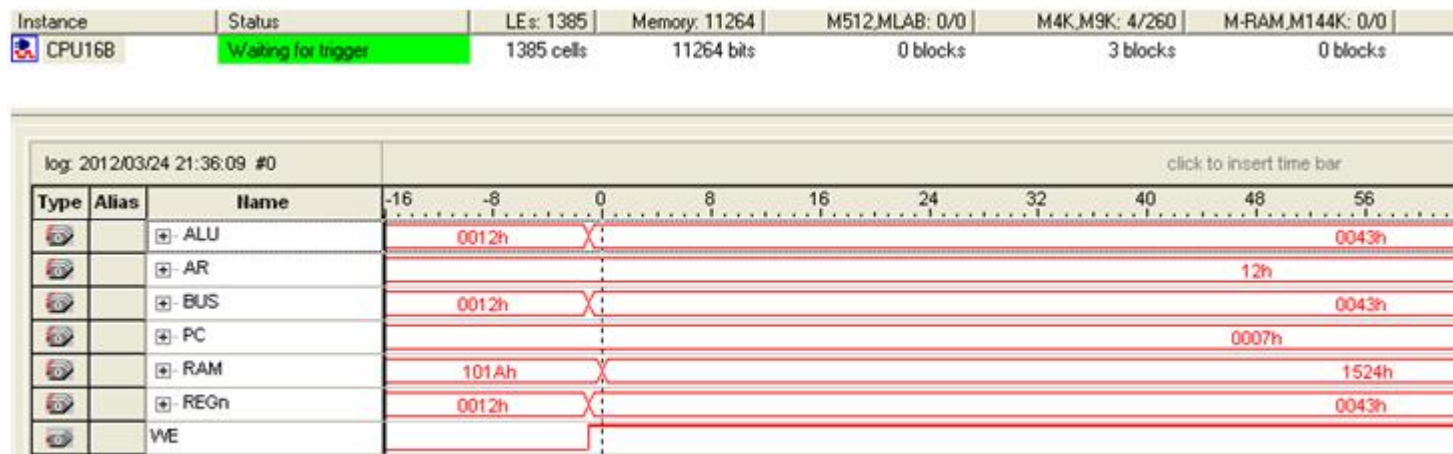 Instance Status LEs: 1385 Memory: 11264 M512,MLAB: 0/0 M4K,M9K: 4/260 M-RAM,M144K: 0/0
CPU16B Waiting for trigger 1385 cells 11264 bits 0 blocks 3 blocks 0 blocks
log: 2012/03/24 21:36:09 #0 click to insert time bar
Type Alias Name -16 -8 0 8 16 24 32 40 48 56
ALU 0012h 0043h
AR 12h
BUS 0012h 0043h
PC 0007h
RAM 101Ah 1524h
REGn 0012h 0043h
WE